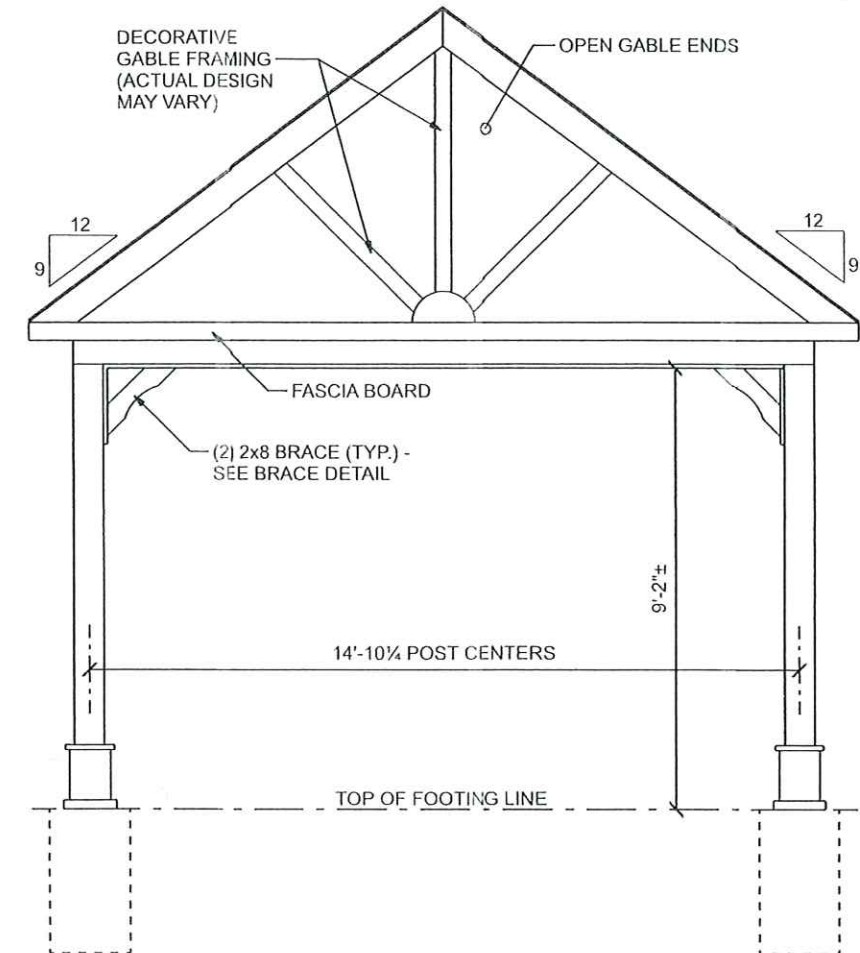 DECORATIVE
GABLE FRAMING
(ACTUAL DESIGN
MAY VARY)
OPEN GABLE ENDS
12
9
12
9
FASCIA BOARD
(2) 2x8 BRACE (TYP.) -
SEE BRACE DETAIL
9'-2"±
14'-10¼ POST CENTERS
TOP OF FOOTING LINE